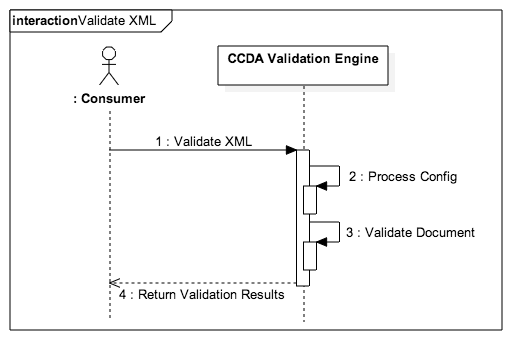 interactionValidate XML
: Consumer
CCDA Validation Engine
1 : Validate XML
2 : Process Config
3 : Validate Document
4 : Return Validation Results